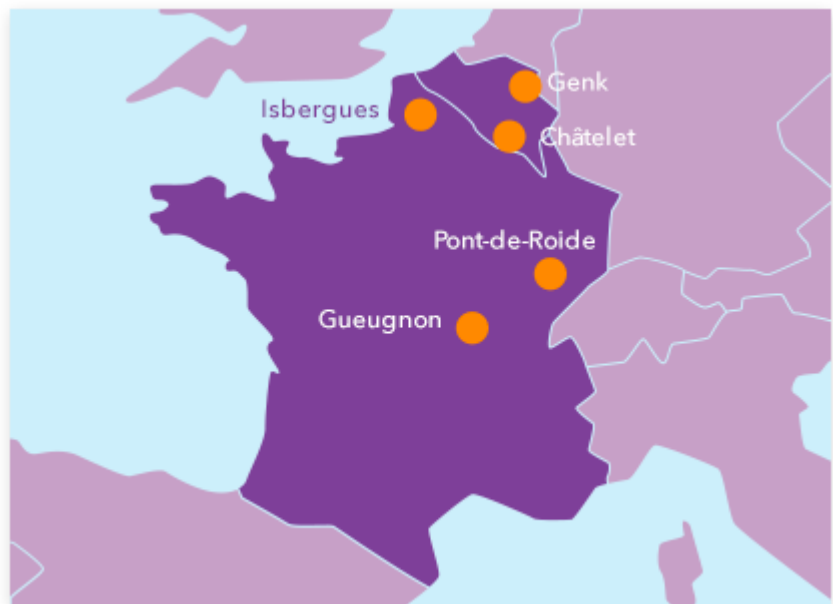 Genk
Isbergues
Châtelet
Pont-de-Roide
Gueugnon